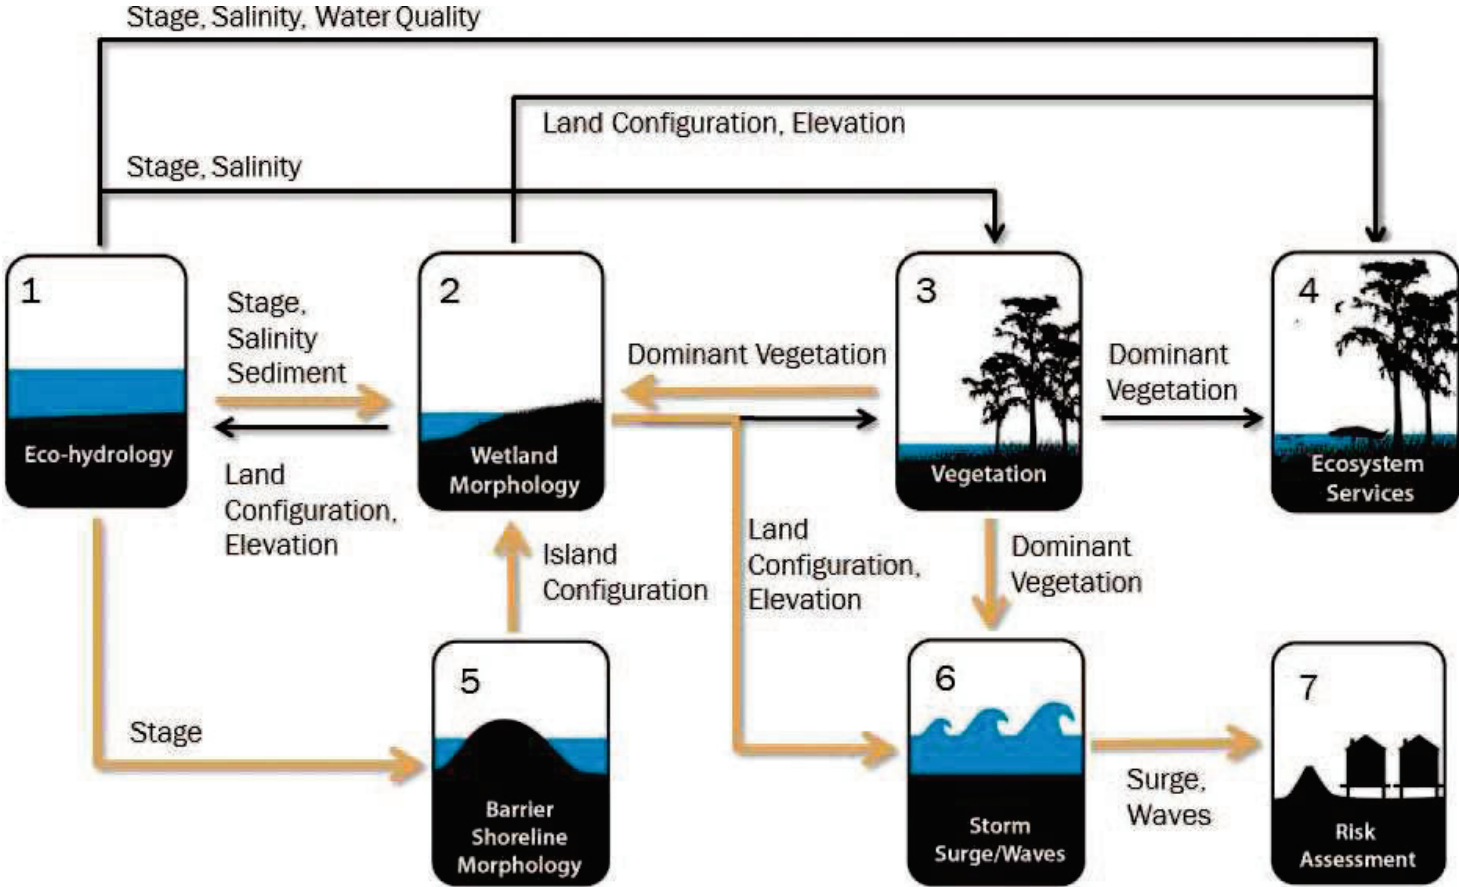 Stage, Salinity, Water Quality
Land Configuration, Elevation
Stage, Salinity
1
Eco-hydrology
Stage,
Salinity
Sediment
Land
Configuration,
Elevation
2
Wetland
Morphology
Dominant Vegetation
3
Vegetation
Dominant
Vegetation
4
Ecosystem
Services
Island
Configuration
Land
Configuration,
Elevation
Dominant
Vegetation
Stage
5
Barrier
Shoreline
Morphology
6
Storm
Surge/Waves
Surge,
Waves
7
Risk
Assessment